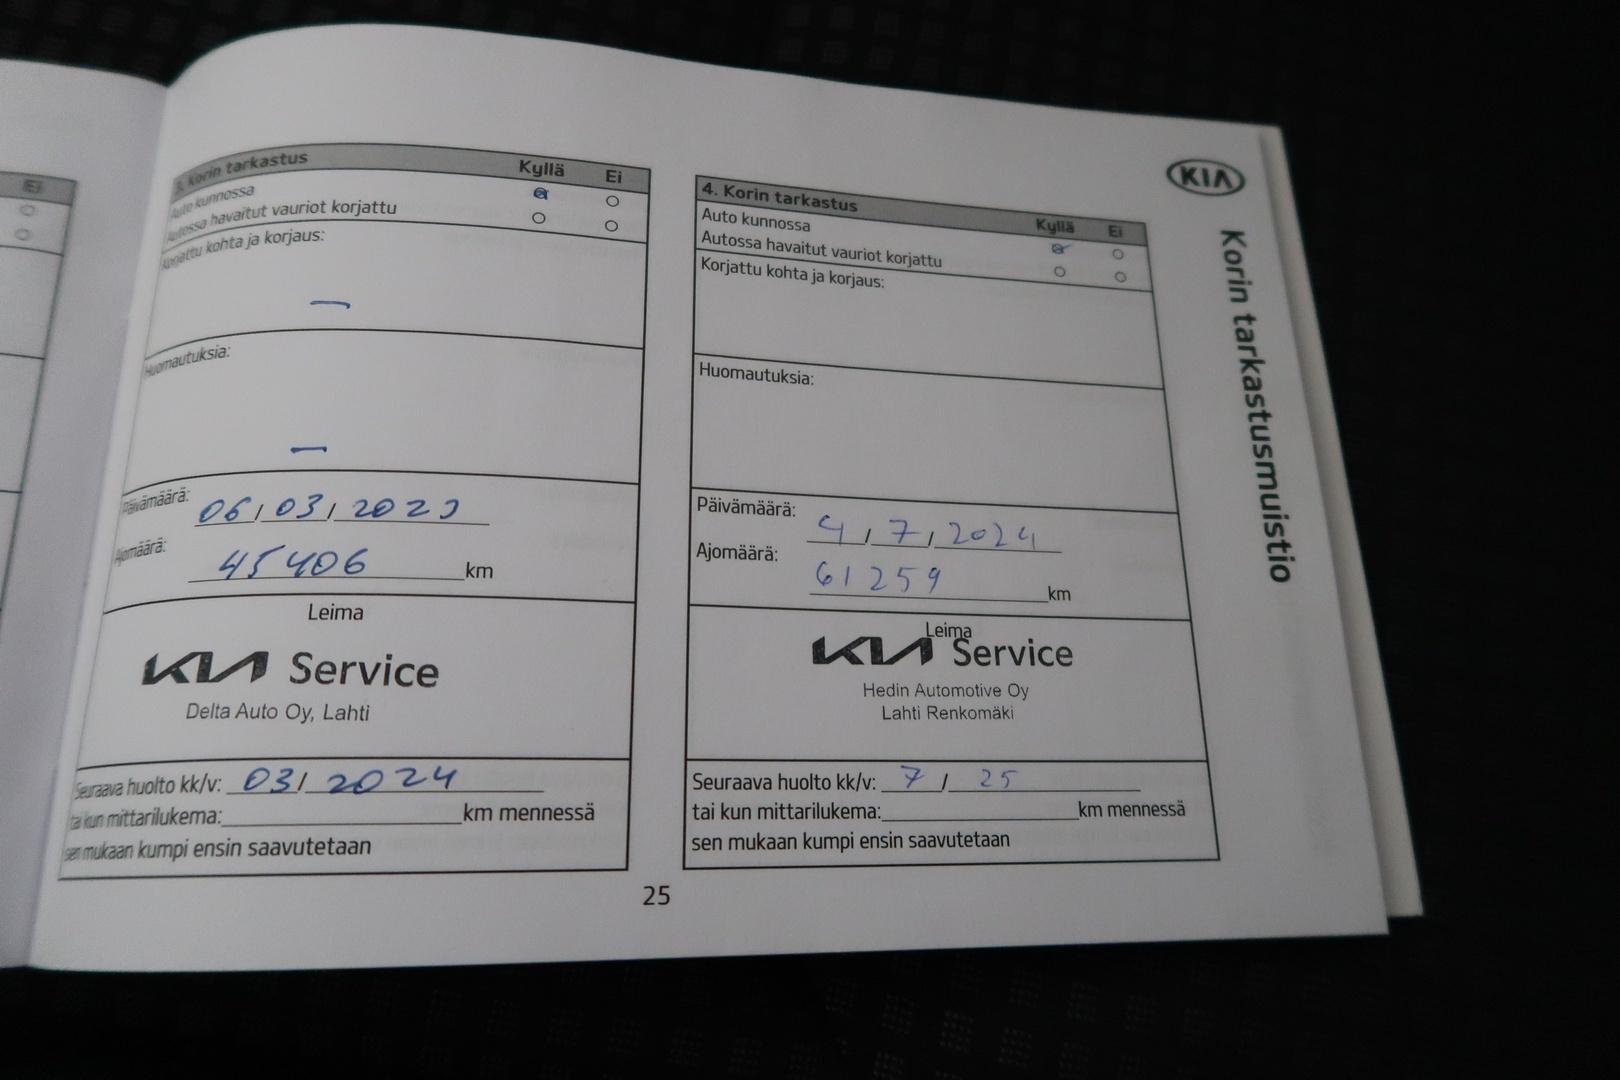 Ei
3. Korin tarkastus Kyllä Ei
Auto kunnossa
Autossa havaitut vauriot korjattu
Korjattu kohta ja korjaus:
—
Huomautuksia:
—
Päivämäärä: 06 / 03 / 2023
Ajomäärä: 45406 km
Leima
KIA Service
Delta Auto Oy, Lahti
Seuraava huolto kk/v: 03 / 2024
tai kun mittarilukema: km mennessä
sen mukaan kumpi ensin saavutetaan
4. Korin tarkastus Kyllä Ei
Auto kunnossa
Autossa havaitut vauriot korjattu
Korjattu kohta ja korjaus:
Huomautuksia:
Päivämäärä: 4 / 7 / 2024
Ajomäärä: 61259 km
Leima
KIA Service
Hedin Automotive Oy
Lahti Renkomäki
Seuraava huolto kk/v: 7 / 25
tai kun mittarilukema: km mennessä
sen mukaan kumpi ensin saavutetaan
KIA
Korin tarkastusmuistio
25